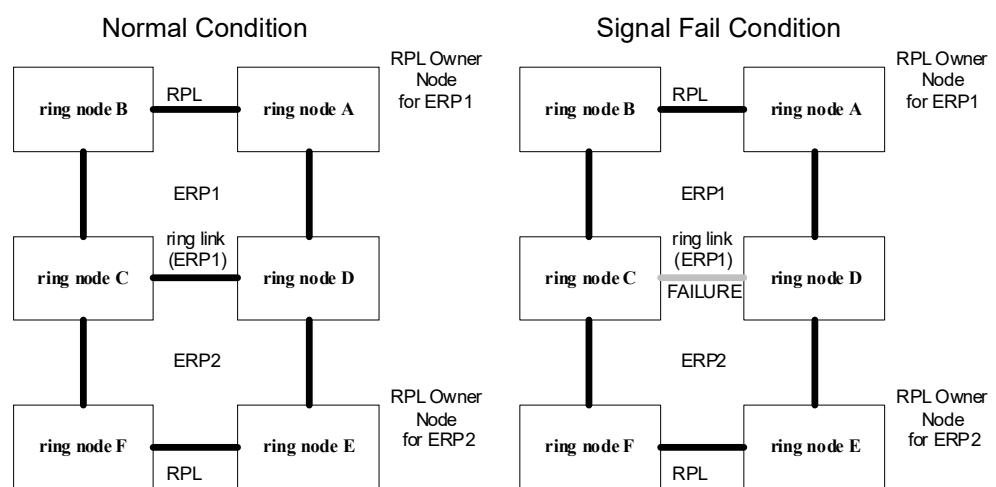 Normal Condition
RPL Owner
Node
for ERP1
ring node B
RPL
ring node A
ERP1
ring link
(ERP1)
ring node C
ring node D
ERP2
RPL Owner
Node
for ERP2
ring node F
RPL
ring node E
Signal Fail Condition
RPL Owner
Node
for ERP1
ring node B
RPL
ring node A
ERP1
ring link
(ERP1)
ring node C
FAILURE
ring node D
ERP2
RPL Owner
Node
for ERP2
ring node F
RPL
ring node E